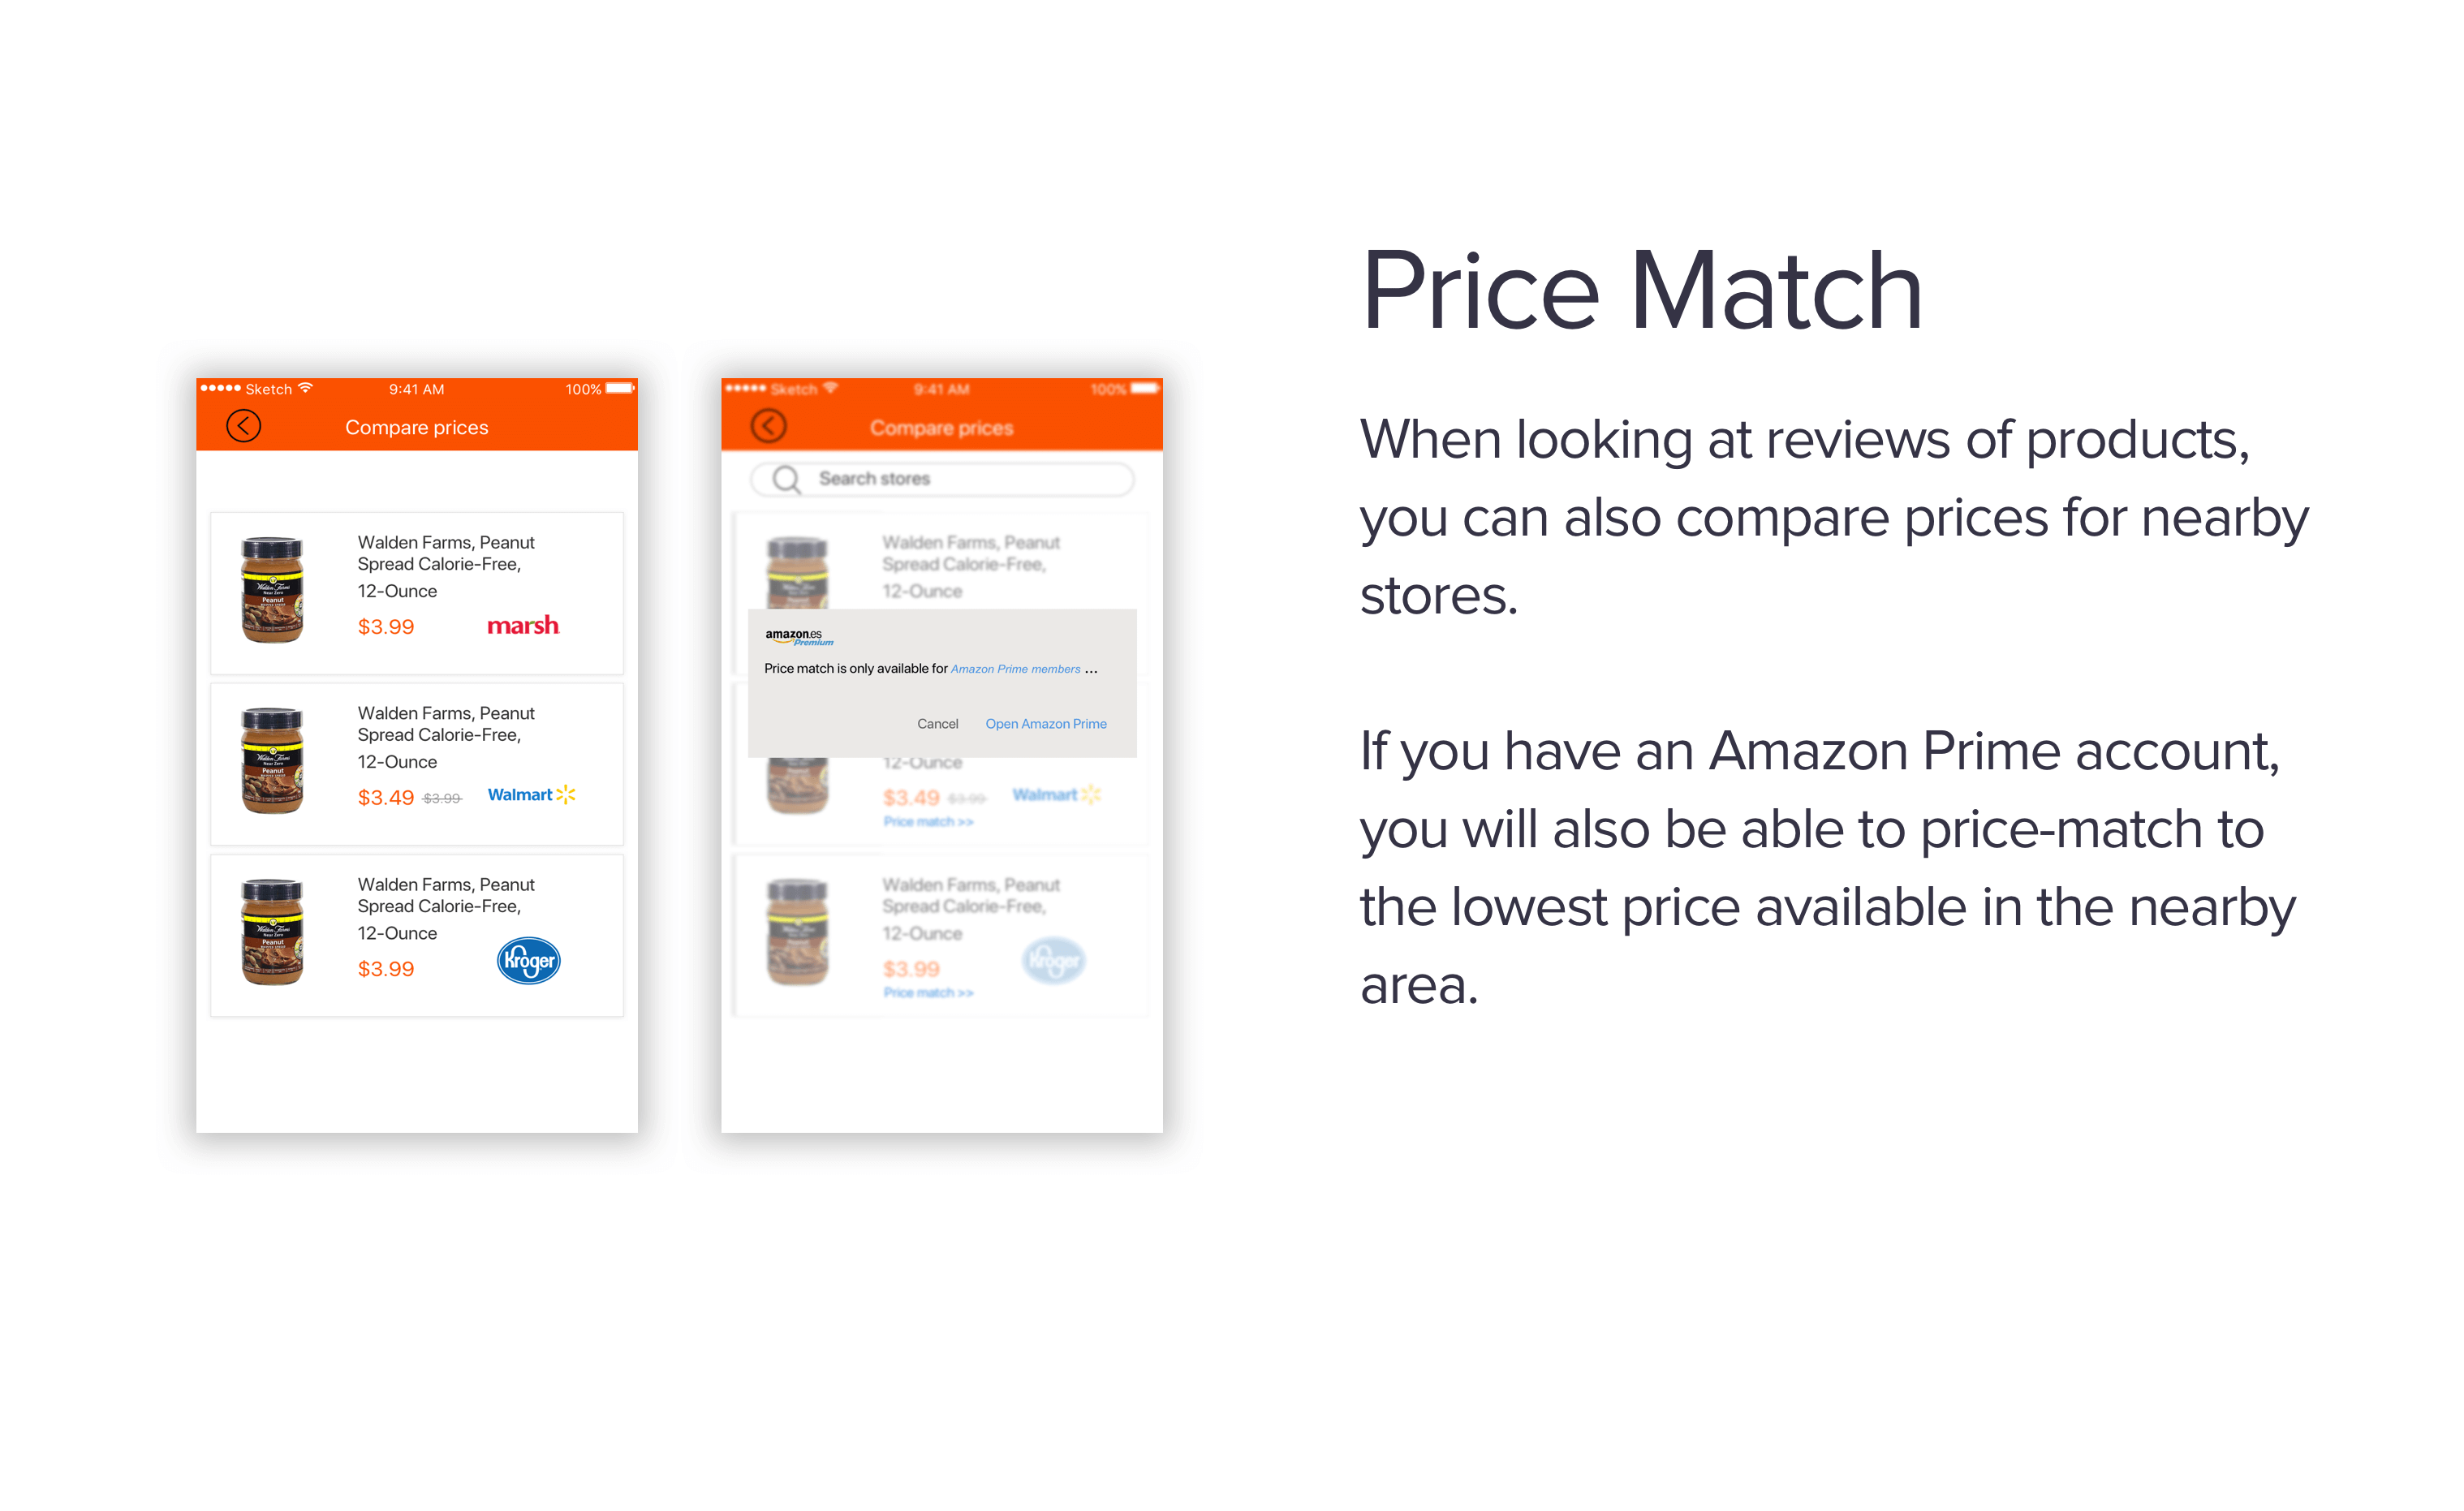 Price Match
When looking at reviews of products,
you can also compare prices for nearby
stores.
If you have an Amazon Prime account,
you will also be able to price-match to
the lowest price available in the nearby
area.
Sketch 9:41 AM 100%
Compare prices
Walden Farms, Peanut
Spread Calorie-Free,
12-Ounce
$3.99 marsh
Walden Farms, Peanut
Spread Calorie-Free,
12-Ounce
$3.49 $3.99 Walmart
Walden Farms, Peanut
Spread Calorie-Free,
12-Ounce
$3.99 Kroger
Sketch 9:41 AM 100%
Compare prices
Search stores
Walden Farms, Peanut
Spread Calorie-Free,
12-Ounce
amazon.es
Premium
Price match is only available for Amazon Prime members ...
Cancel Open Amazon Prime
12-Ounce
$3.49 $3.99 Walmart
Price match >>
Walden Farms, Peanut
Spread Calorie-Free,
12-Ounce
$3.99 Kroger
Price match >>